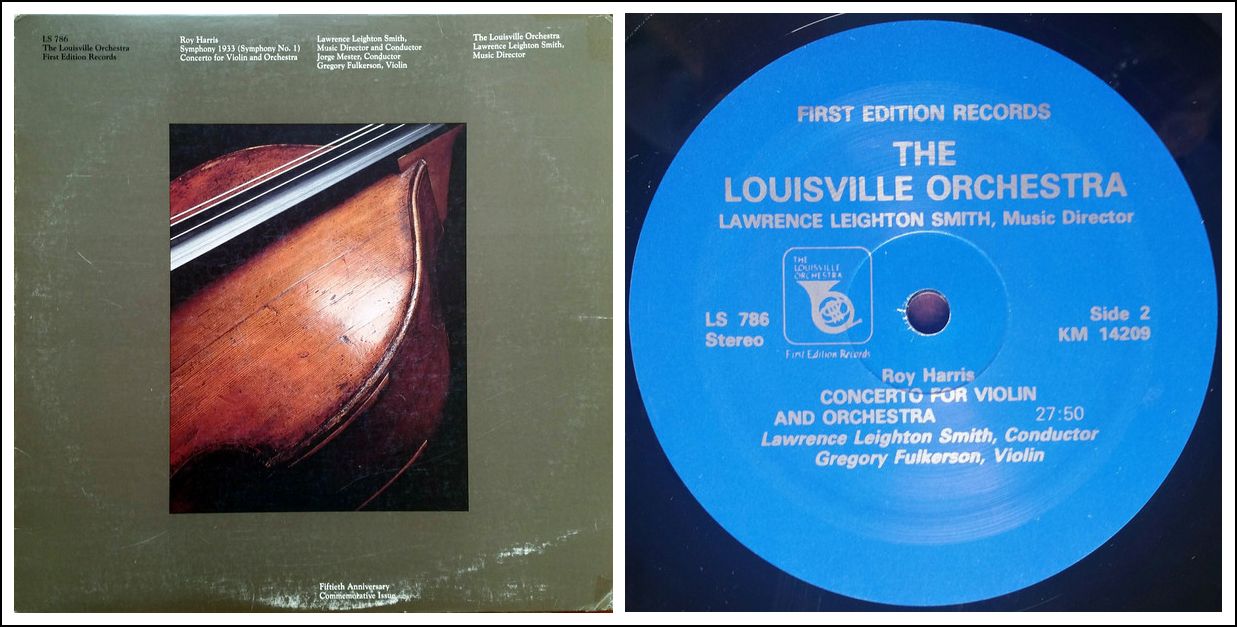 LS 786
The Louisville Orchestra
First Edition Records
Roy Harris
Symphony 1933 (Symphony No. 1)
Concerto for Violin and Orchestra
Lawrence Leighton Smith,
Music Director and Conductor
Jorge Mester, Conductor
Gregory Fulkerson, Violin
The Louisville Orchestra
Lawrence Leighton Smith,
Music Director
Fiftieth Anniversary
Commemorative Issue
FIRST EDITION RECORDS
THE
LOUISVILLE ORCHESTRA
LAWRENCE LEIGHTON SMITH, Music Director
THE
LOUISVILLE
ORCHESTRA
First Edition Records
LS 786
Stereo
Side 2
KM 14209
Roy Harris
CONCERTO FOR VIOLIN
AND ORCHESTRA 27:50
Lawrence Leighton Smith, Conductor
Gregory Fulkerson, Violin